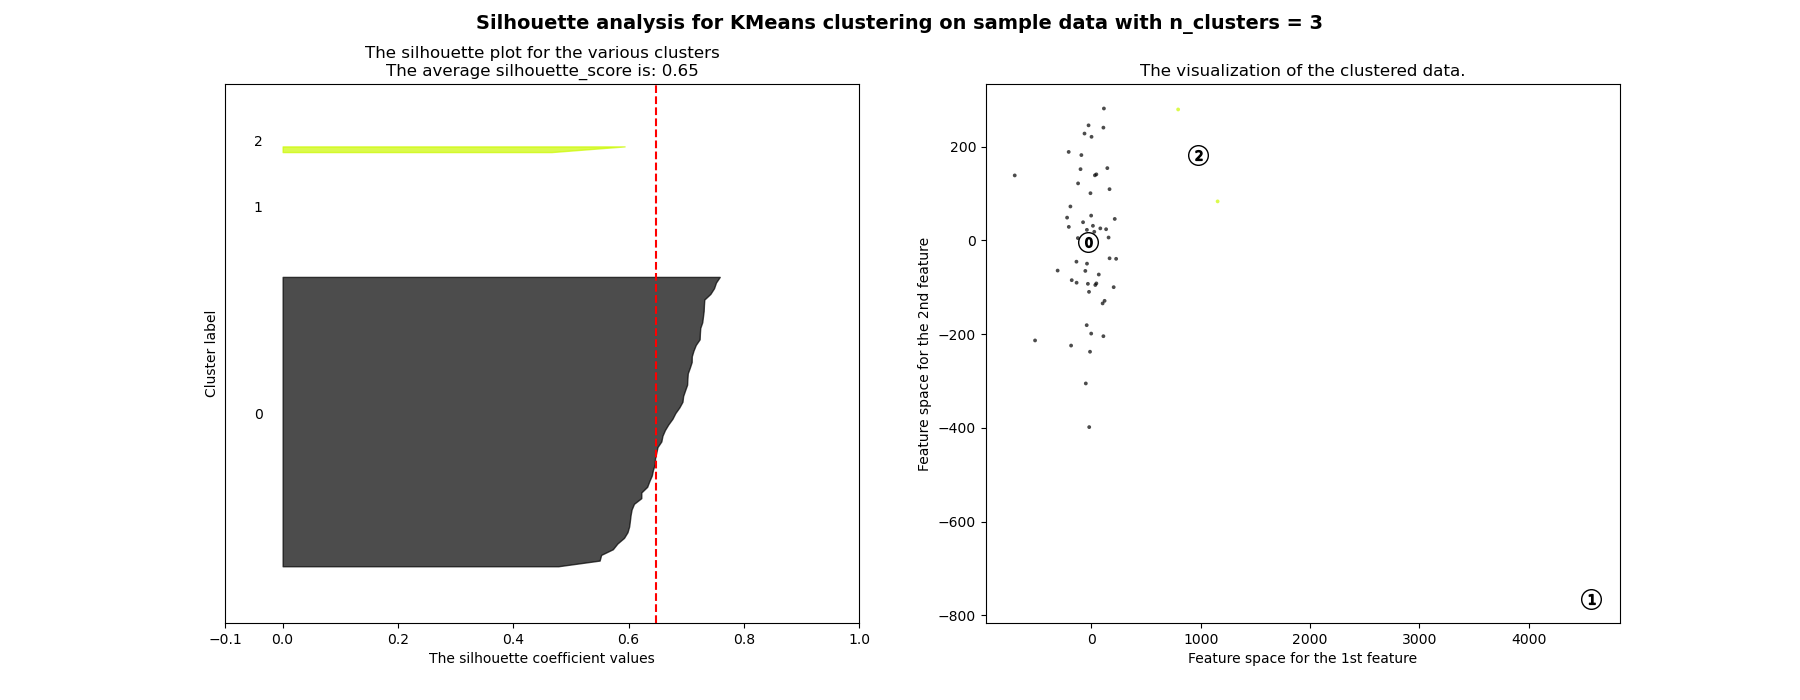 Silhouette analysis for KMeans clustering on sample data with n_clusters = 3
The silhouette plot for the various clusters
The average silhouette_score is: 0.65
2
1
0
Cluster label
−0.1 0.0 0.2 0.4 0.6 0.8 1.0
The silhouette coefficient values
The visualization of the clustered data.
200
0
−200
−400
−600
−800
Feature space for the 2nd feature
2
0
1
0 1000 2000 3000 4000
Feature space for the 1st feature